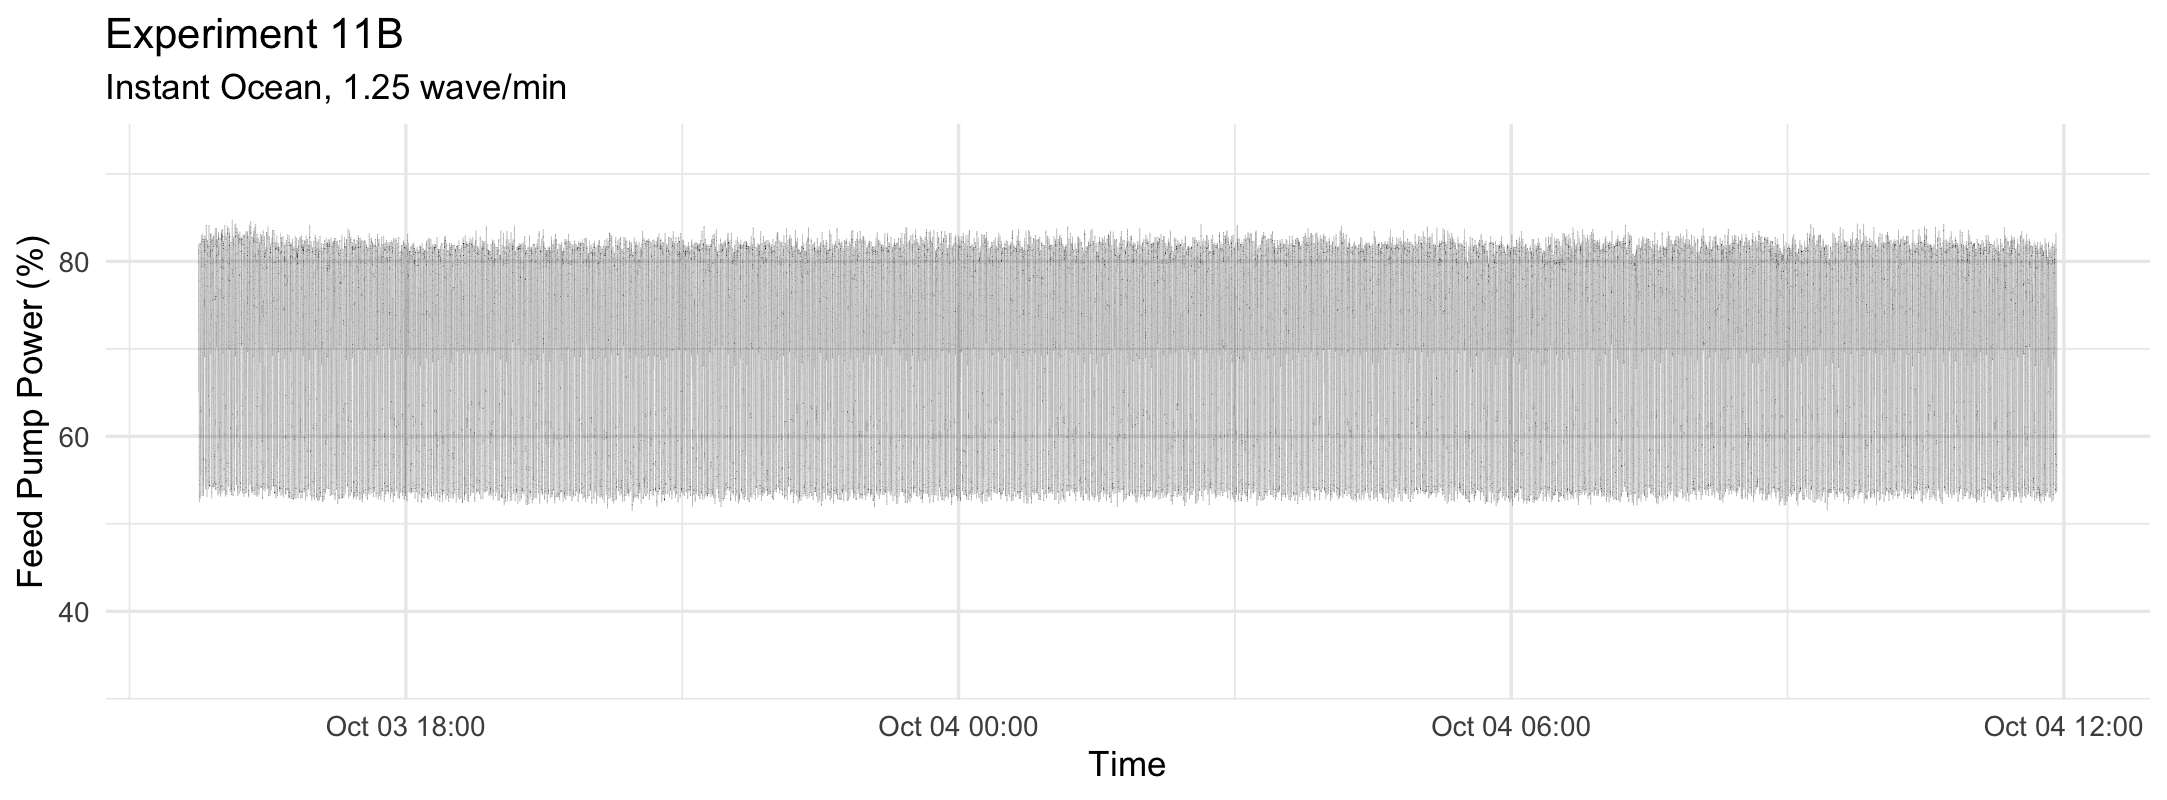 Experiment 11B
Instant Ocean, 1.25 wave/min
Feed Pump Power (%)
80
60
40
Oct 03 18:00
Oct 04 00:00
Oct 04 06:00
Oct 04 12:00
Time